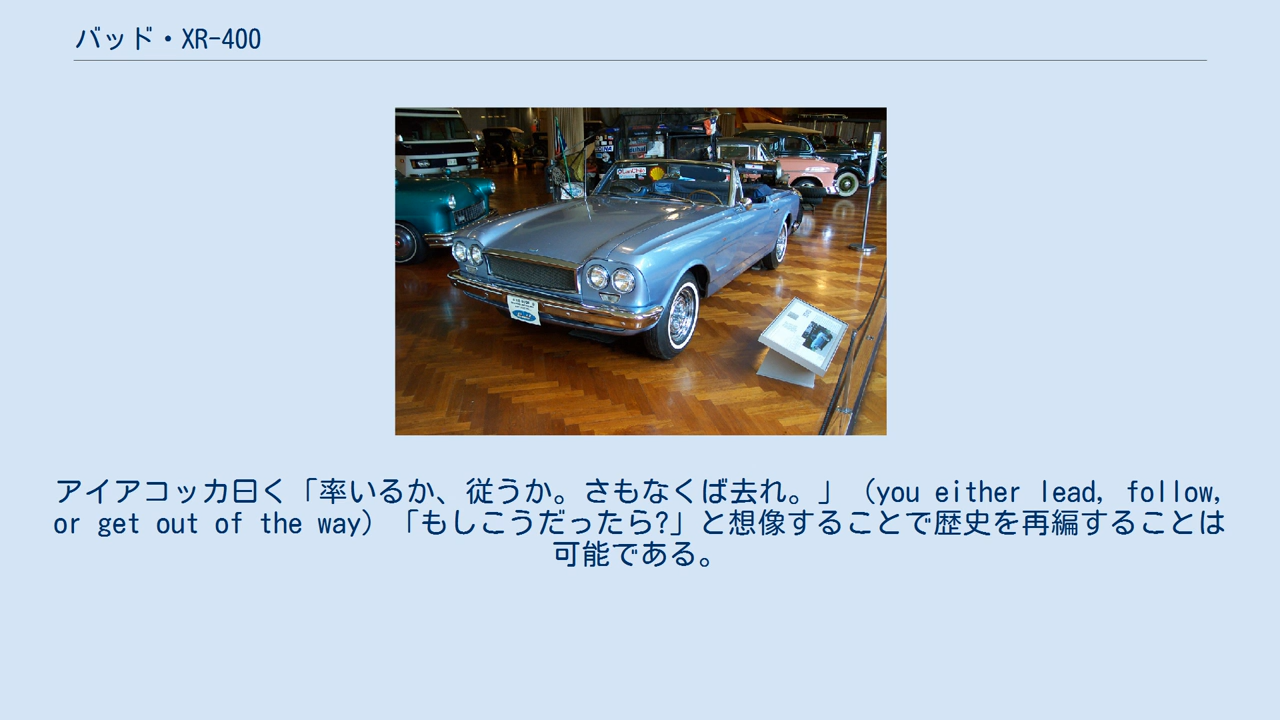 バッド・XR-400
アイアコッカ曰く「率いるか、従うか。さもなくば去れ。」（you either lead, follow,
or get out of the way）「もしこうだったら?」と想像することで歴史を再編することは
可能である。